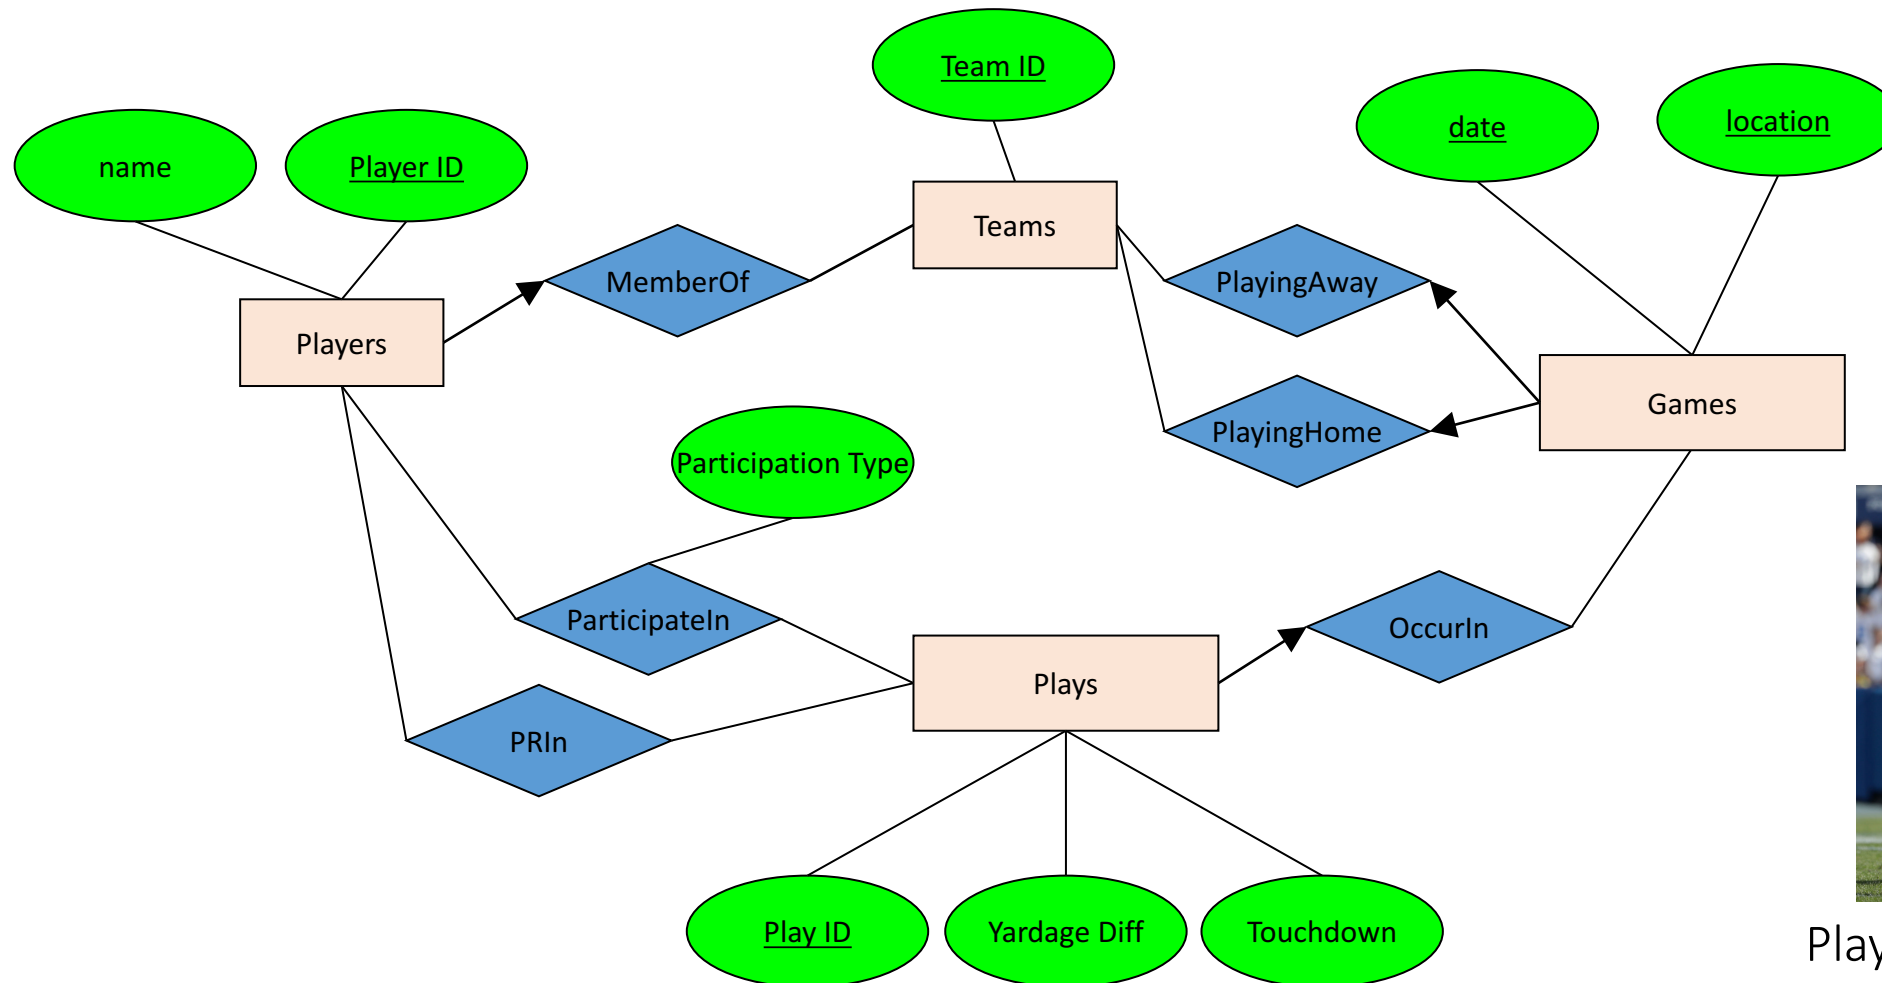 Team ID
date
location
name
Player ID
Teams
MemberOf
PlayingAway
Players
Games
PlayingHome
Participation Type
ParticipateIn
OccurIn
Plays
PRIn
Play ID
Yardage Diff
Touchdown
Play